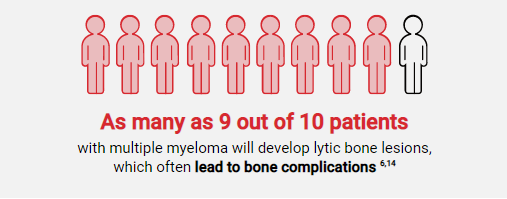 As many as 9 out of 10 patients
with multiple myeloma will develop lytic bone lesions,
which often lead to bone complications 6,14